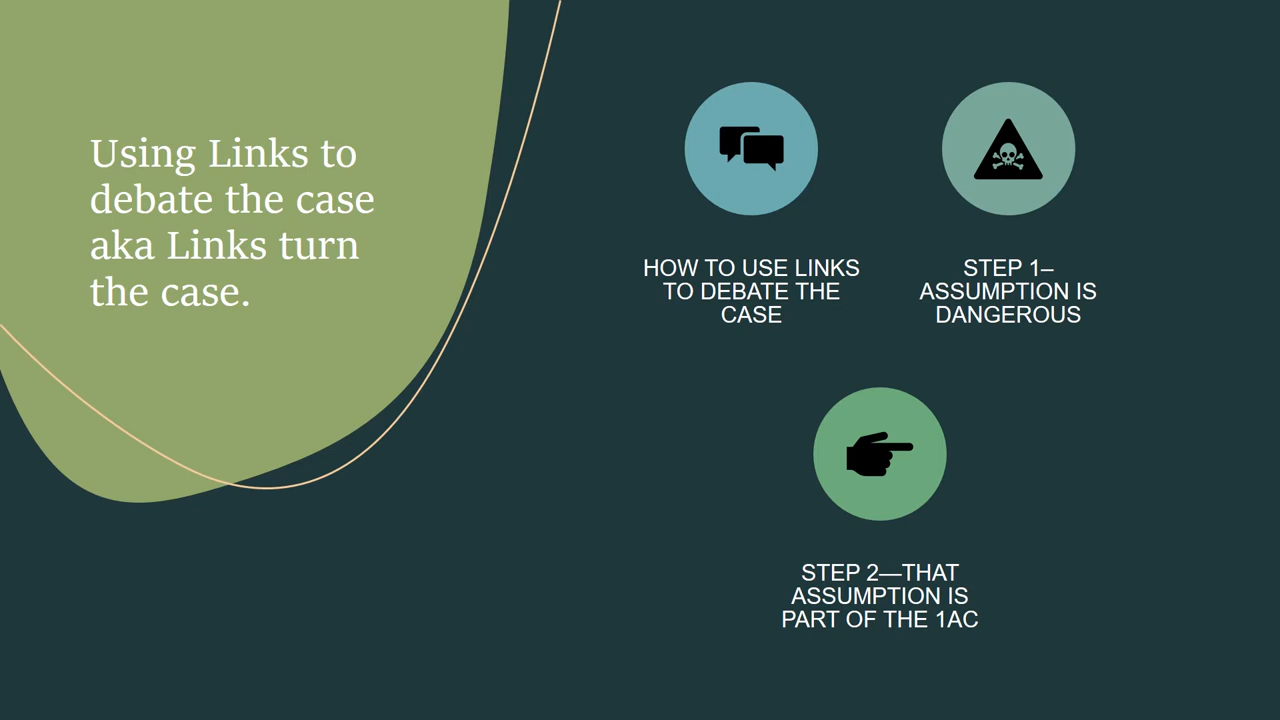 Using Links to
debate the case
aka Links turn
the case.
HOW TO USE LINKS
TO DEBATE THE
CASE
STEP 1–
ASSUMPTION IS
DANGEROUS
STEP 2—THAT
ASSUMPTION IS
PART OF THE 1AC